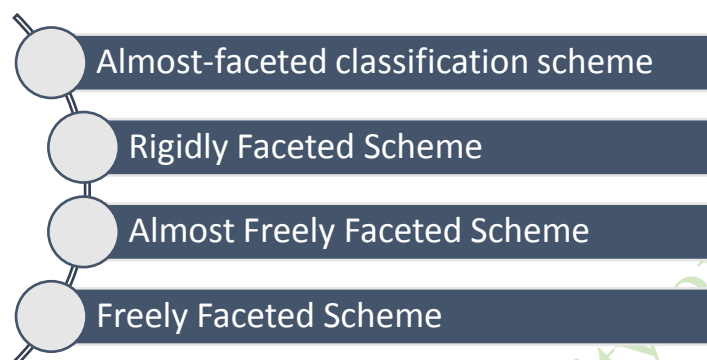 Almost-faceted classification scheme
Rigidly Faceted Scheme
Almost Freely Faceted Scheme
Freely Faceted Scheme